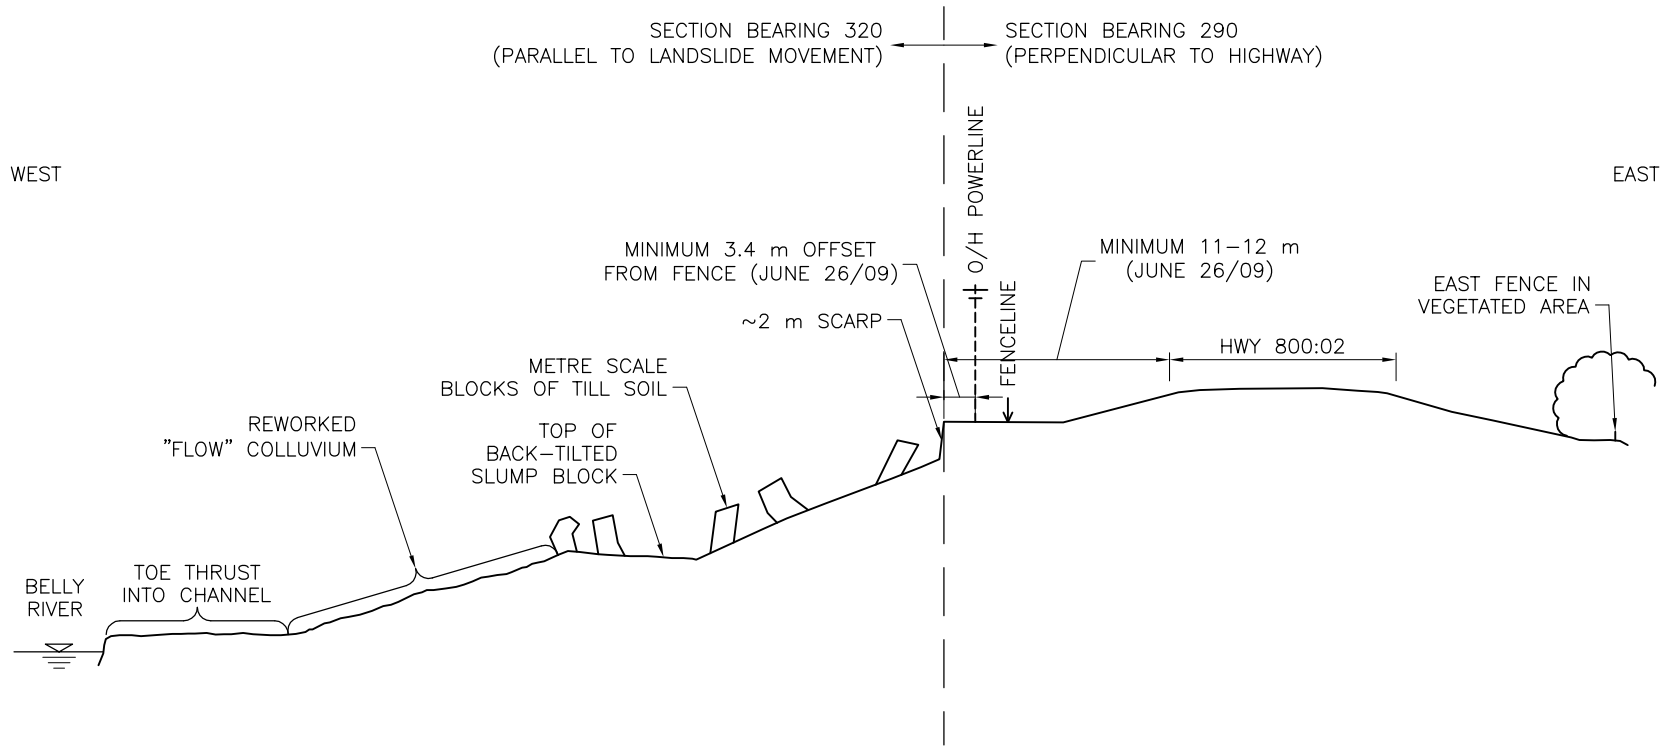 SECTION BEARING 320
(PARALLEL TO LANDSLIDE MOVEMENT)
SECTION BEARING 290
(PERPENDICULAR TO HIGHWAY)
WEST
EAST
O/H POWERLINE
MINIMUM 3.4 m OFFSET
FROM FENCE (JUNE 26/09)
MINIMUM 11-12 m
(JUNE 26/09)
FENCELINE
EAST FENCE IN
VEGETATED AREA
~2 m SCARP
HWY 800:02
METRE SCALE
BLOCKS OF TILL SOIL
REWORKED
"FLOW" COLLUVIUM
TOP OF
BACK-TILTED
SLUMP BLOCK
TOE THRUST
INTO CHANNEL
BELLY
RIVER